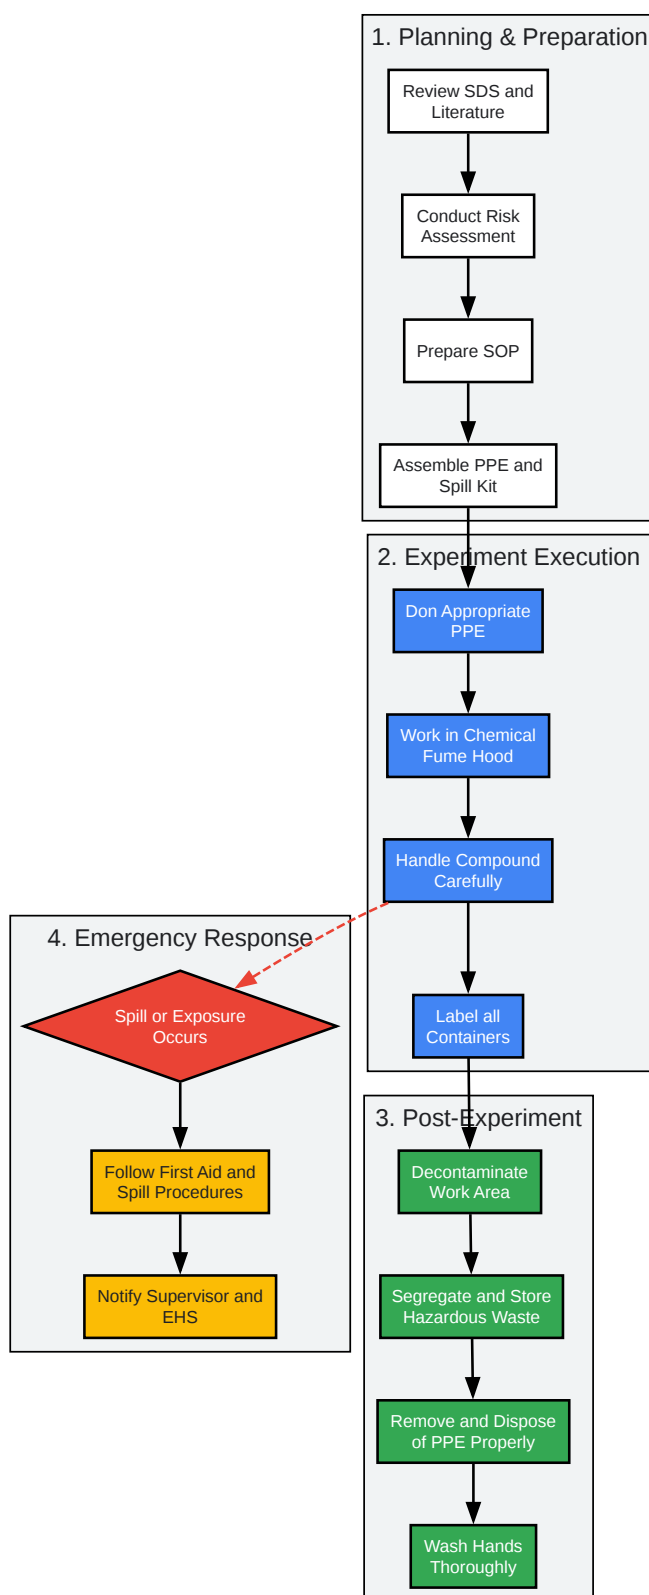 1. Planning & Preparation
Review SDS and
Literature
Conduct Risk
Assessment
Prepare SOP
Assemble PPE and
Spill Kit
2. Experiment Execution
Don Appropriate
PPE
Work in Chemical
Fume Hood
Handle Compound
Carefully
Label all
Containers
4. Emergency Response
Spill or Exposure
Occurs
Follow First Aid and
Spill Procedures
Notify Supervisor and
EHS
3. Post-Experiment
Decontaminate
Work Area
Segregate and Store
Hazardous Waste
Remove and Dispose
of PPE Properly
Wash Hands
Thoroughly